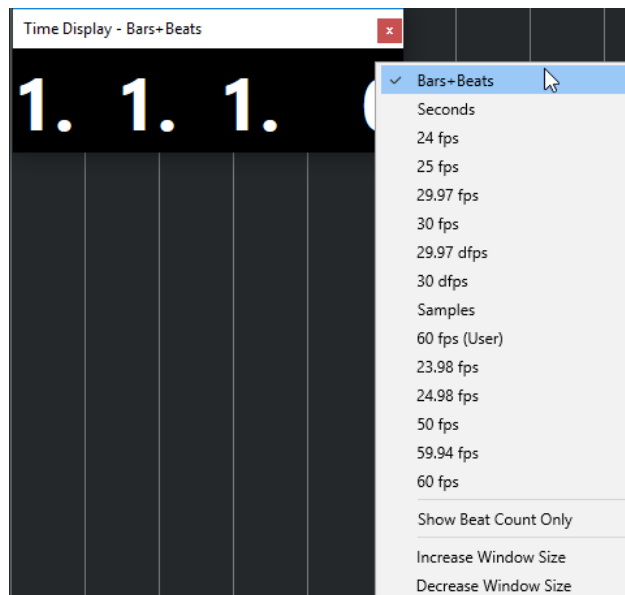 Time Display - Bars+Beats
x
1. 1. 1.
Bars+Beats
Seconds
24 fps
25 fps
29.97 fps
30 fps
29.97 dfps
30 dfps
Samples
60 fps (User)
23.98 fps
24.98 fps
50 fps
59.94 fps
60 fps
Show Beat Count Only
Increase Window Size
Decrease Window Size